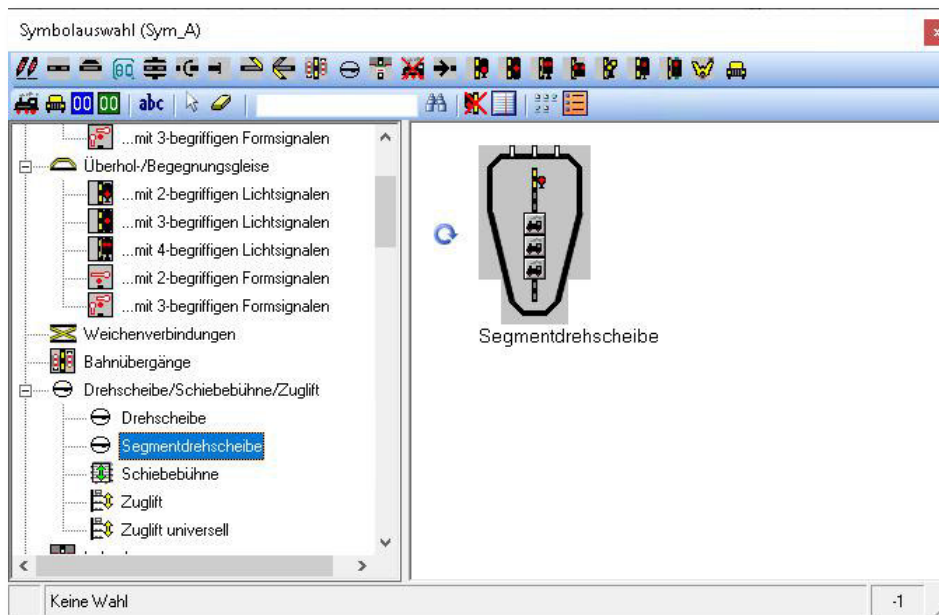 Symbolauswahl (Sym_A)
00 00 abc
...mit 3-begriffigen Formsignalen
Überhol-/Begegnungsgleise
...mit 2-begriffigen Lichtsignalen
...mit 3-begriffigen Lichtsignalen
...mit 4-begriffigen Lichtsignalen
...mit 2-begriffigen Formsignalen
...mit 3-begriffigen Formsignalen
Weichenverbindungen
Bahnübergänge
Drehscheibe/Schiebebühne/Zuglift
Drehscheibe
Segmentdrehscheibe
Schiebebühne
Zuglift
Zuglift universell
Segmentdrehscheibe
Keine Wahl
-1